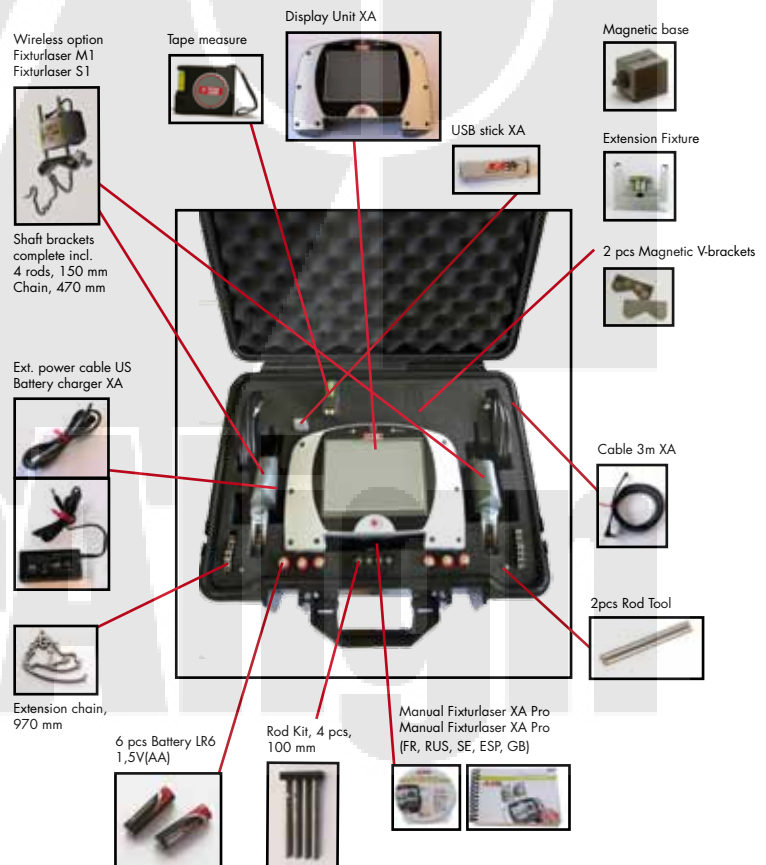 Display Unit XA
Wireless option
Fixturlaser M1
Fixturlaser S1
Tape measure
Magnetic base
USB stick XA
Extension Fixture
Shaft brackets
complete incl.
4 rods, 150 mm
Chain, 470 mm
2 pcs Magnetic V-brackets
Ext. power cable US
Battery charger XA
Cable 3m XA
2pcs Rod Tool
Extension chain,
970 mm
6 pcs Battery LR6
1,5V(AA)
Rod Kit, 4 pcs,
100 mm
Manual Fixturlaser XA Pro
Manual Fixturlaser XA Pro
(FR, RUS, SE, ESP, GB)